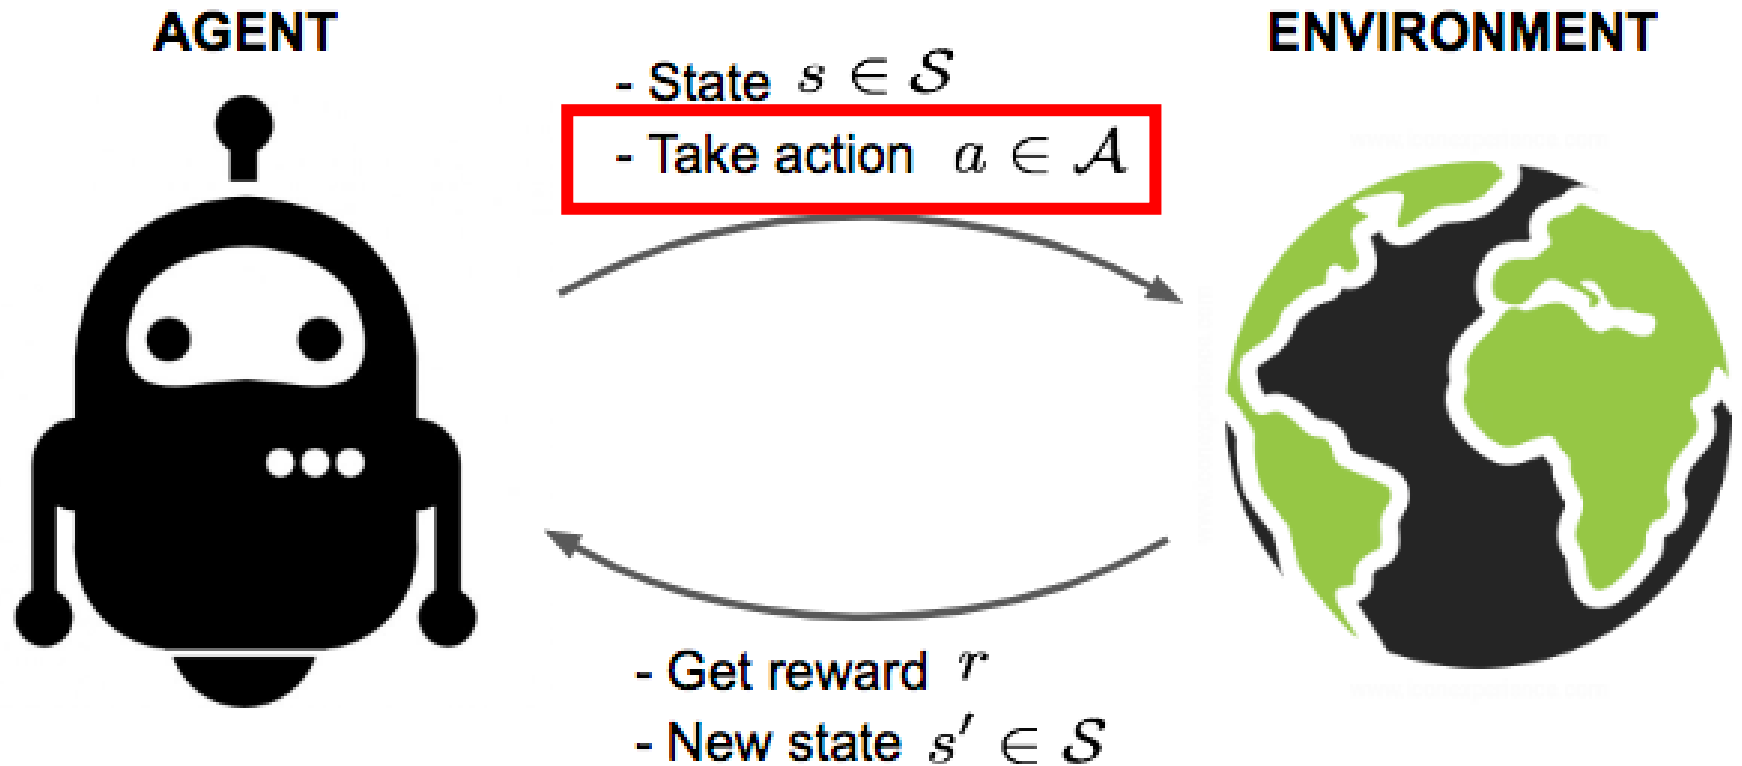 AGENT
ENVIRONMENT
- State s ∈ 𝒮
- Take action a ∈ 𝒜
- Get reward r
- New state s′ ∈ 𝒮